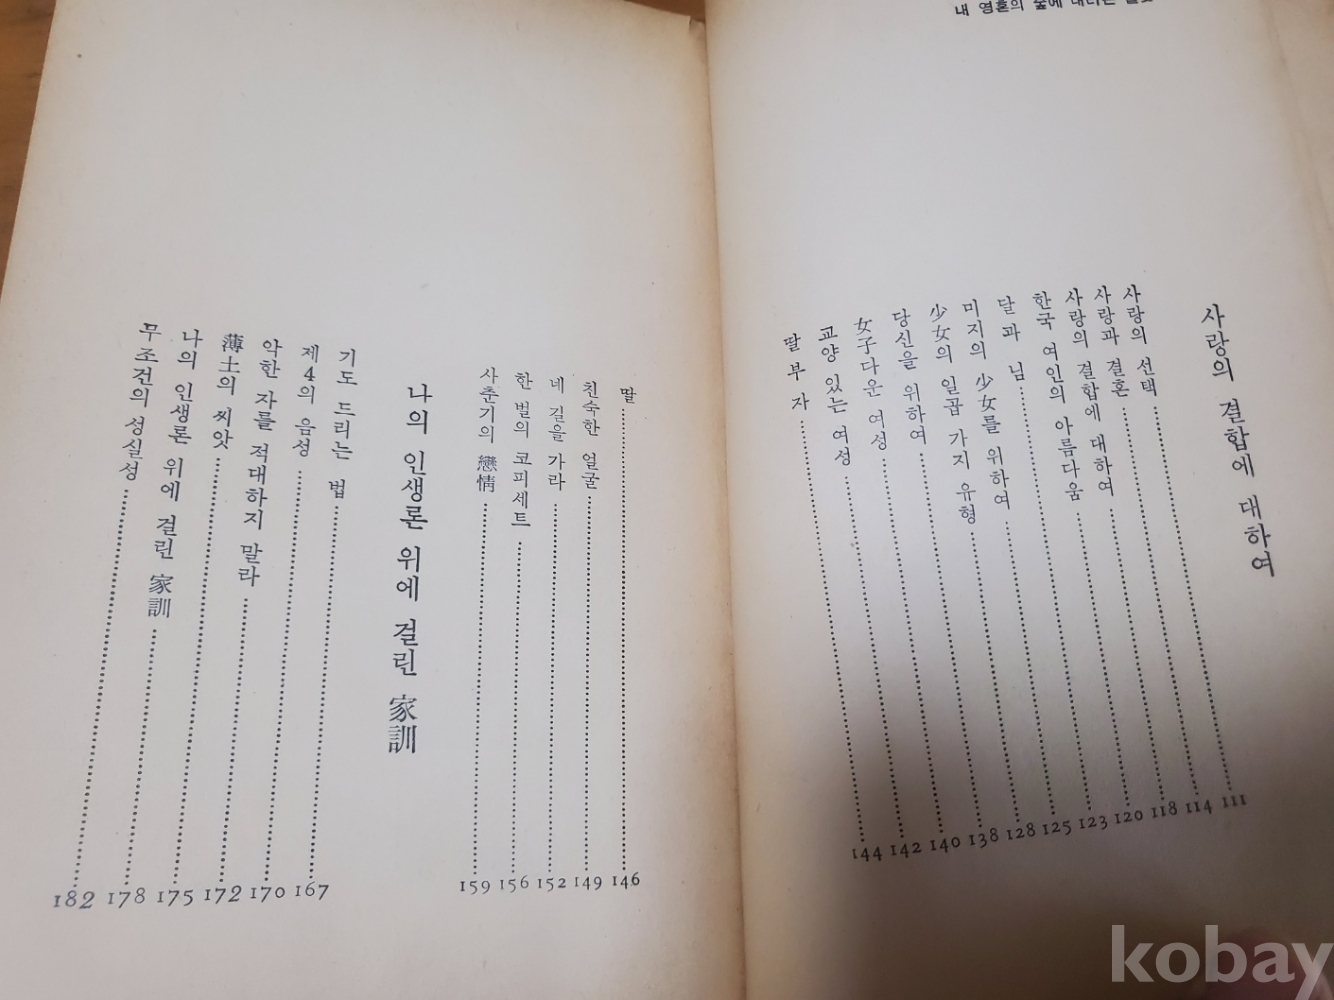 내 영혼의 숲에 내리는
사랑의 결합에 대하여
사랑의 선택 111
사랑과 결혼 114
사랑의 결합에 대하여 118
한국 여인의 아름다움 120
달과 님 123
미지의 少女를 위하여 125
少女의 일곱 가지 유형 128
당신을 위하여 138
女子다운 여성 140
교양 있는 여성 142
딸 부자 144
딸 146
친숙한 얼굴 149
네 길을 가라 152
한 벌의 코피세트 156
사춘기의 戀情 159
나의 인생론 위에 걸린 家訓
기도 드리는 법 167
제4의 음성 170
악한 자를 적대하지 말라 172
薄土의 씨앗 175
나의 인생론 위에 걸린 家訓 178
무조건의 성실성 182
kobay